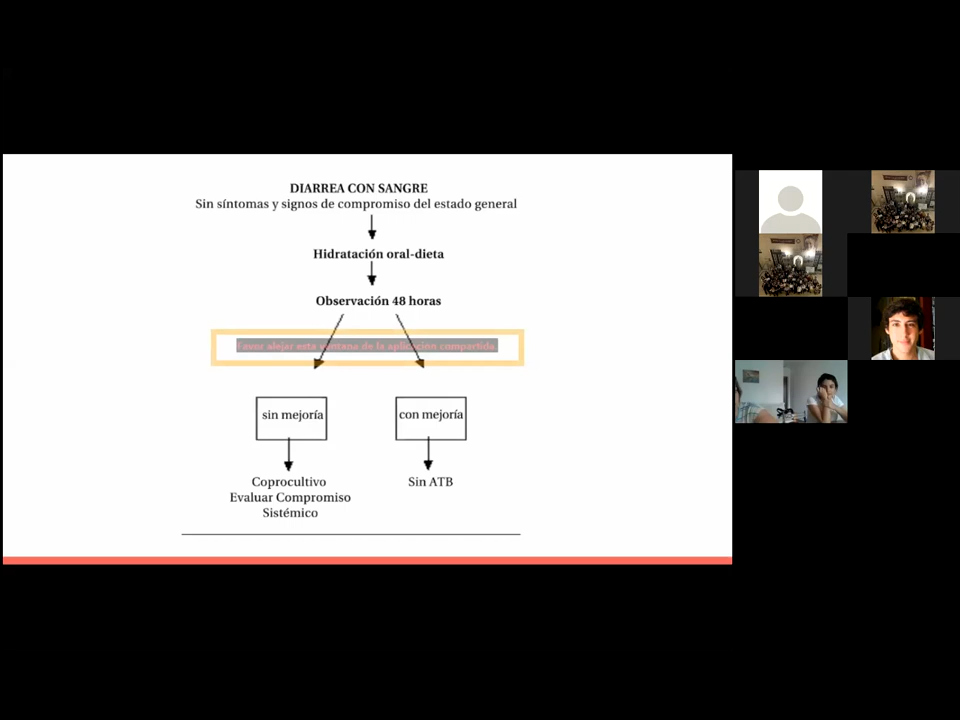 DIARREA CON SANGRE
Sin síntomas y signos de compromiso del estado general
Hidratación oral-dieta
Observación 48 horas
Favor alejar esta ventana de la aplicación compartida.
sin mejoría
con mejoría
Coprocultivo
Evaluar Compromiso
Sistémico
Sin ATB